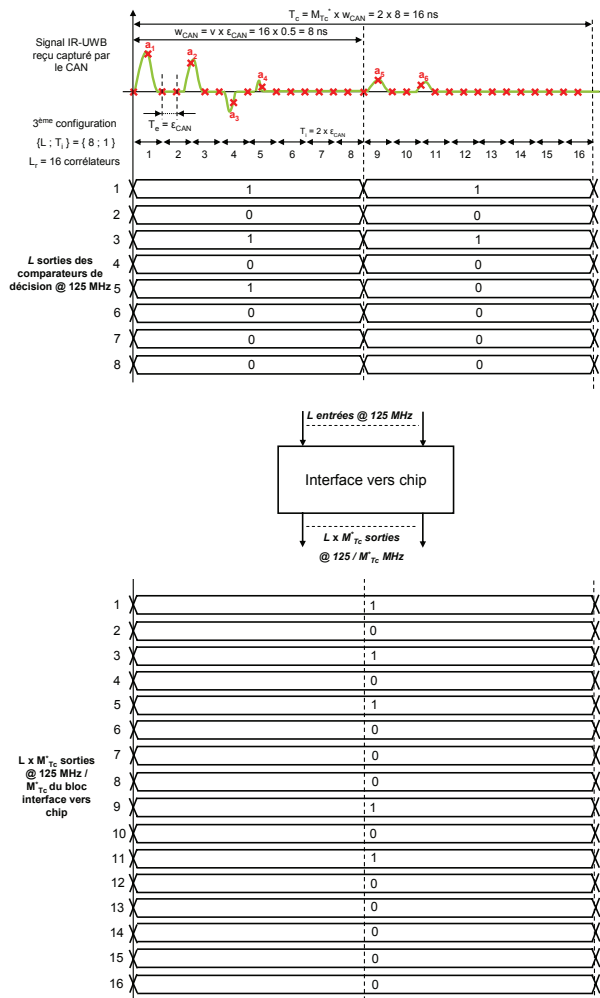 T_c = M_Tc^* x w_CAN = 2 x 8 = 16 ns
w_CAN = v x ε_CAN = 16 x 0.5 = 8 ns
Signal IR-UWB
reçu capturé par
le CAN
a_1
a_2
a_3
a_4
a_5
a_6
T_e = ε_CAN
3ème configuration
{L ; T_i } = { 8 ; 1 }
L_r = 16 corrélateurs
T_i = 2 x ε_CAN
1 2 3 4 5 6 7 8 9 10 11 12 13 14 15 16
1 1 1
2 0 0
3 1 1
4 0 0
5 1 0
6 0 0
7 0 0
8 0 0
L sorties des
comparateurs de
décision @ 125 MHz
L entrées @ 125 MHz
Interface vers chip
L x M^*_Tc sorties
@ 125 / M^*_Tc MHz
1 1
2 0
3 1
4 0
5 1
6 0
7 0
8 0
9 1
10 0
11 1
12 0
13 0
14 0
15 0
16 0
L x M^*_Tc sorties
@ 125 MHz /
M^*_Tc du bloc
interface vers
chip